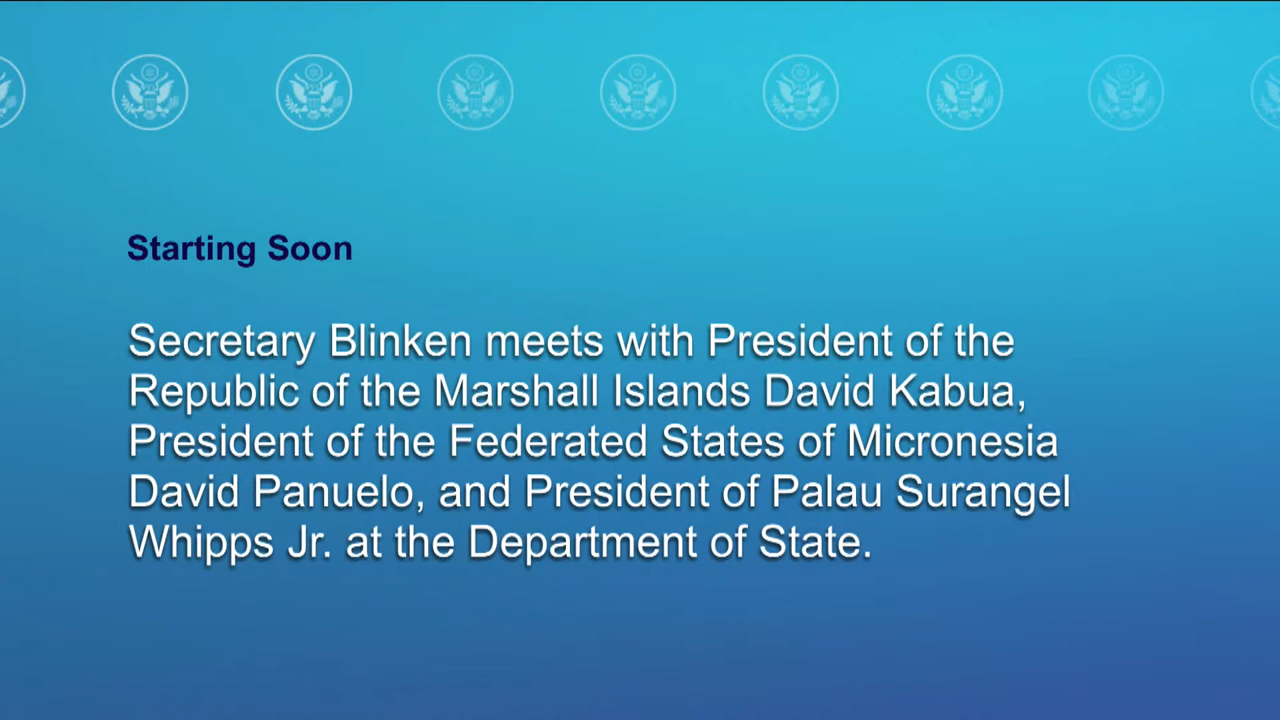 Starting Soon
Secretary Blinken meets with President of the
Republic of the Marshall Islands David Kabua,
President of the Federated States of Micronesia
David Panuelo, and President of Palau Surangel
Whipps Jr. at the Department of State.